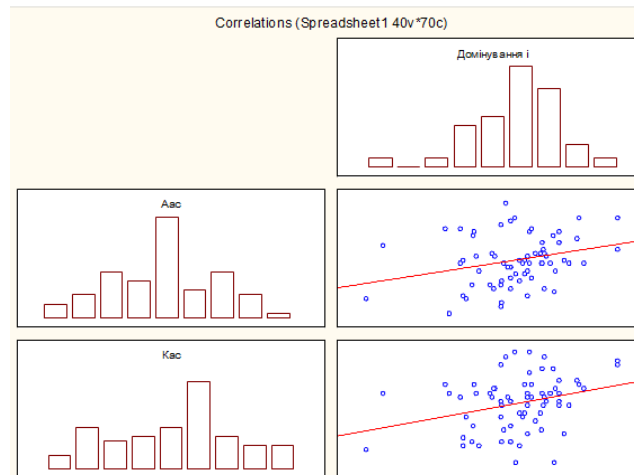 Correlations (Spreadsheet1 40v*70c)
Домінування і
Аас
Кас